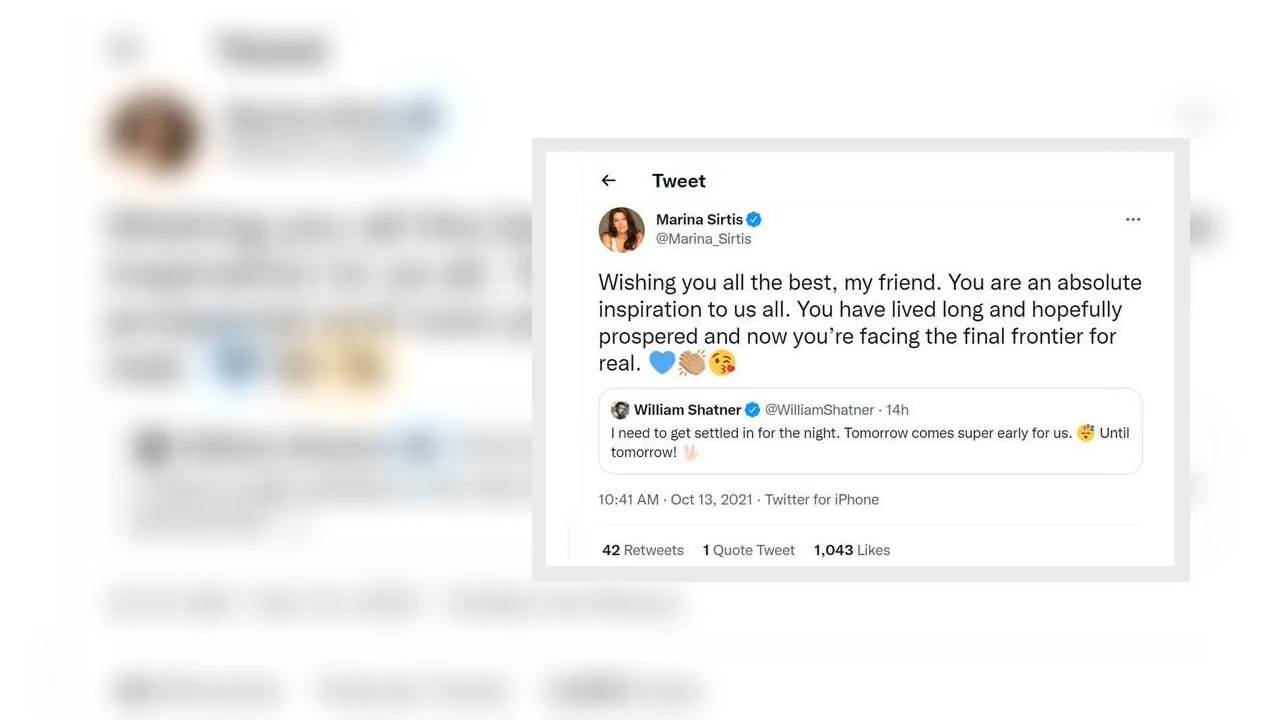 Tweet
Marina Sirtis
@Marina_Sirtis
Wishing you all the best, my friend. You are an absolute
inspiration to us all. You have lived long and hopefully
prospered and now you’re facing the final frontier for
real. 💙👏🏽😘
William Shatner @WilliamShatner · 14h
I need to get settled in for the night. Tomorrow comes super early for us. 😴 Until
tomorrow! 🖖🏻
10:41 AM · Oct 13, 2021 · Twitter for iPhone
42 Retweets 1 Quote Tweet 1,043 Likes